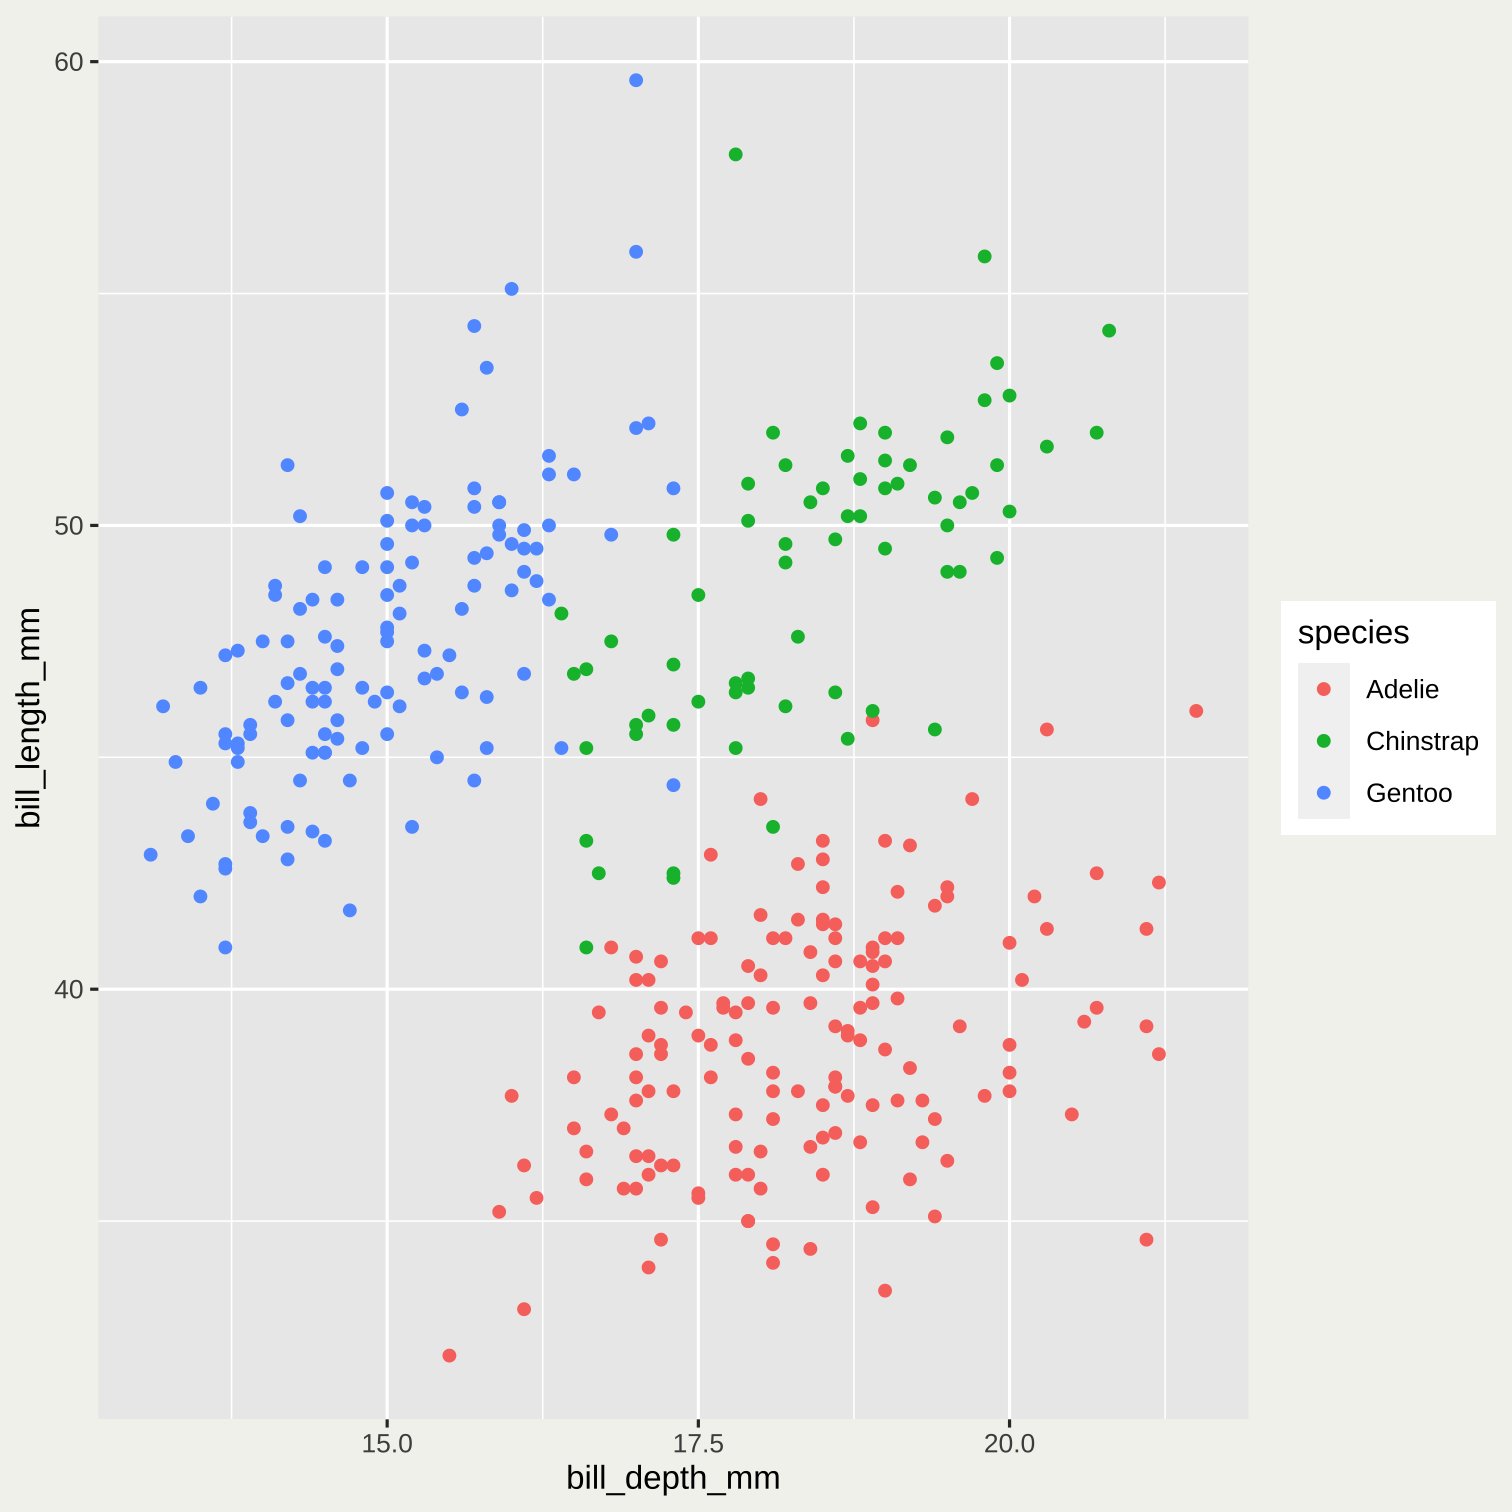 60
50
40
bill_length_mm
15.0 17.5 20.0
bill_depth_mm
species
Adelie
Chinstrap
Gentoo